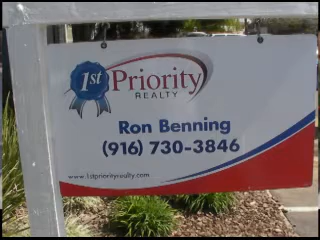 1st Priority
REALTY
Ron Benning
(916) 730-3846
www.1stpriorityrealty.com